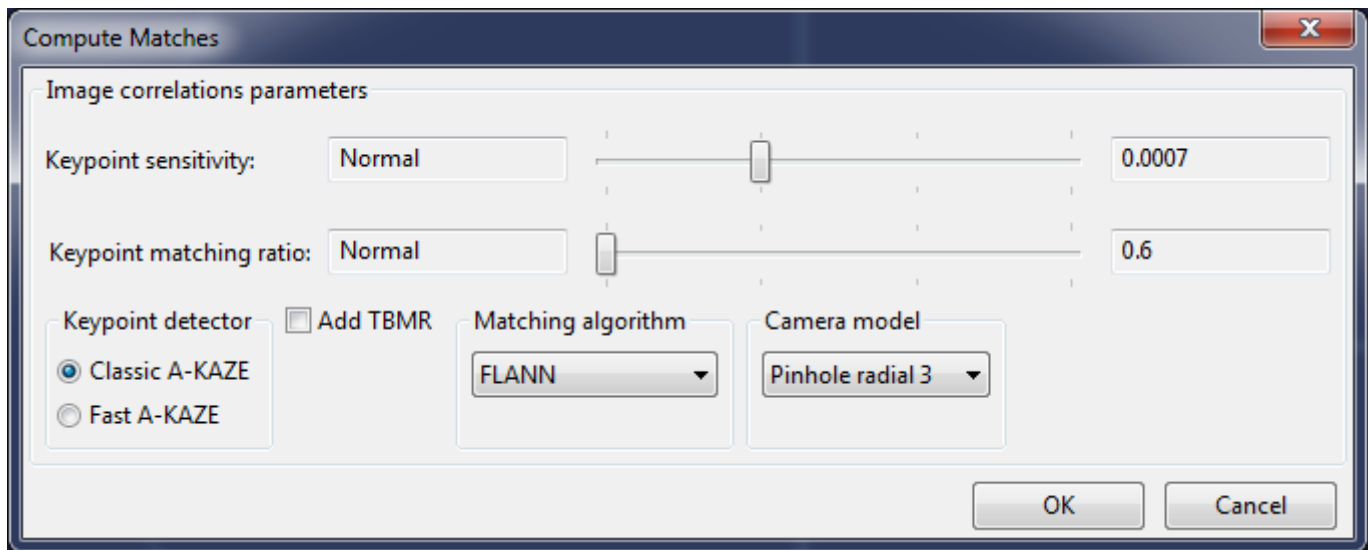 Compute Matches
Image correlations parameters
Keypoint sensitivity: Normal 0.0007
Keypoint matching ratio: Normal 0.6
Keypoint detector Add TBMR Matching algorithm Camera model
Classic A-KAZE FLANN Pinhole radial 3
Fast A-KAZE
OK Cancel